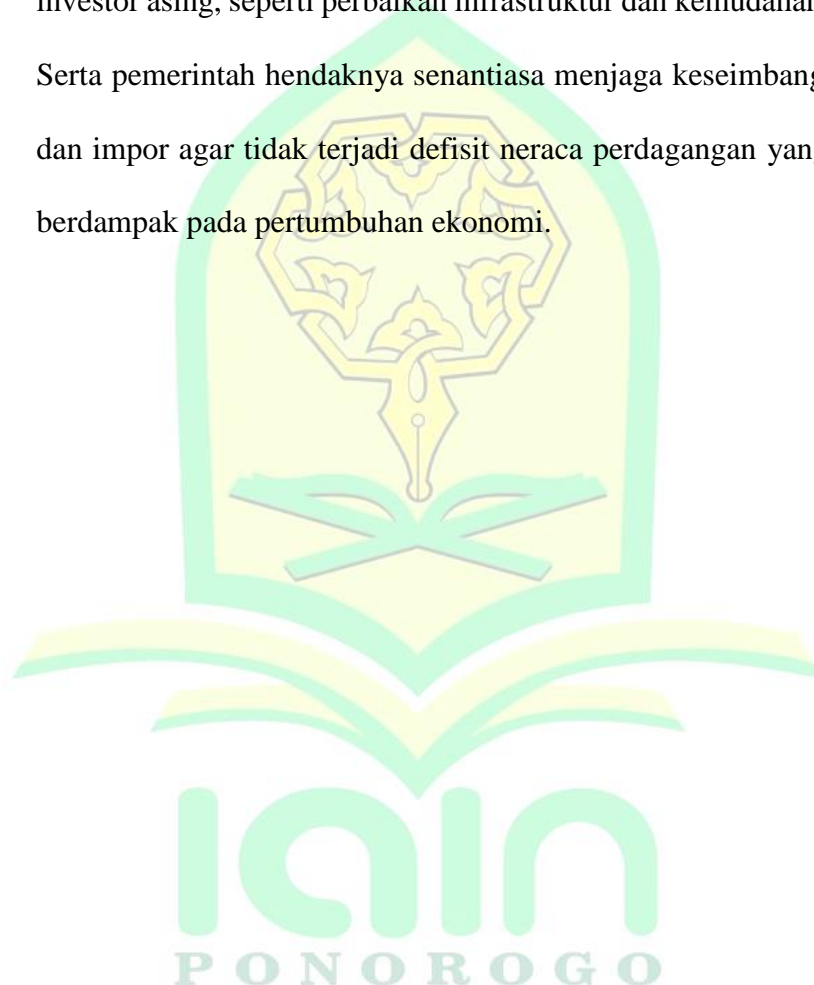 investor asing, seperti perbaikan infrastruktur dan kemudahan
Serta pemerintah hendaknya senantiasa menjaga keseimbang
dan impor agar tidak terjadi defisit neraca perdagangan yang
berdampak pada pertumbuhan ekonomi.
iain
PONOROGO